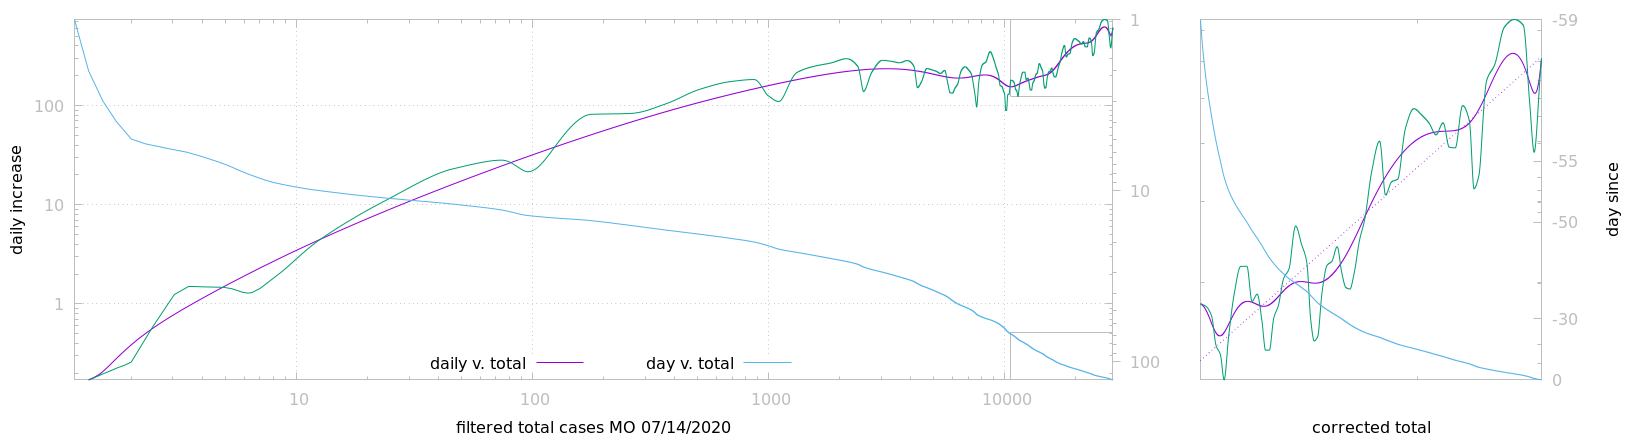 daily increase
100
10
1
daily v. total
day v. total
10
100
1000
10000
filtered total cases MO 07/14/2020
1
10
100
-59
-55
-50
-30
0
day since
corrected total